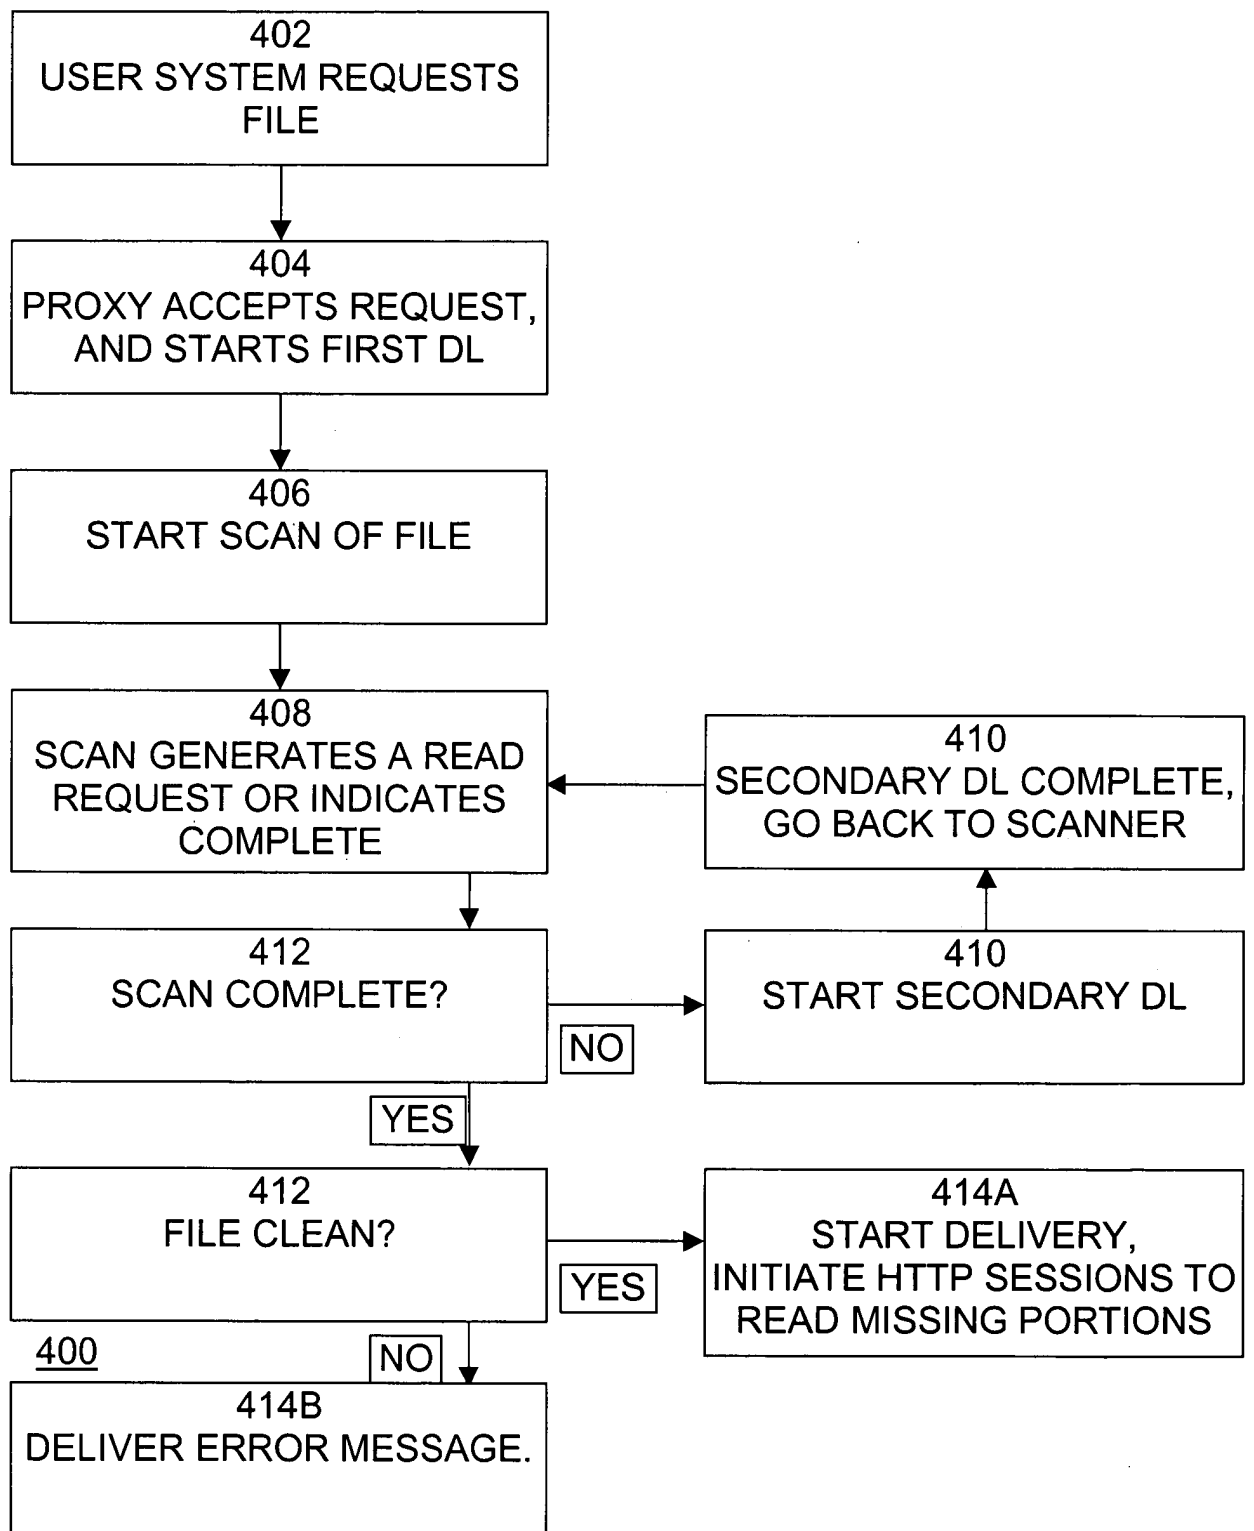 402
USER SYSTEM REQUESTS
FILE
404
PROXY ACCEPTS REQUEST,
AND STARTS FIRST DL
406
START SCAN OF FILE
408
SCAN GENERATES A READ
REQUEST OR INDICATES
COMPLETE
410
SECONDARY DL COMPLETE,
GO BACK TO SCANNER
412
SCAN COMPLETE?
NO
410
START SECONDARY DL
YES
412
FILE CLEAN?
YES
414A
START DELIVERY,
INITIATE HTTP SESSIONS TO
READ MISSING PORTIONS
400
NO
414B
DELIVER ERROR MESSAGE.